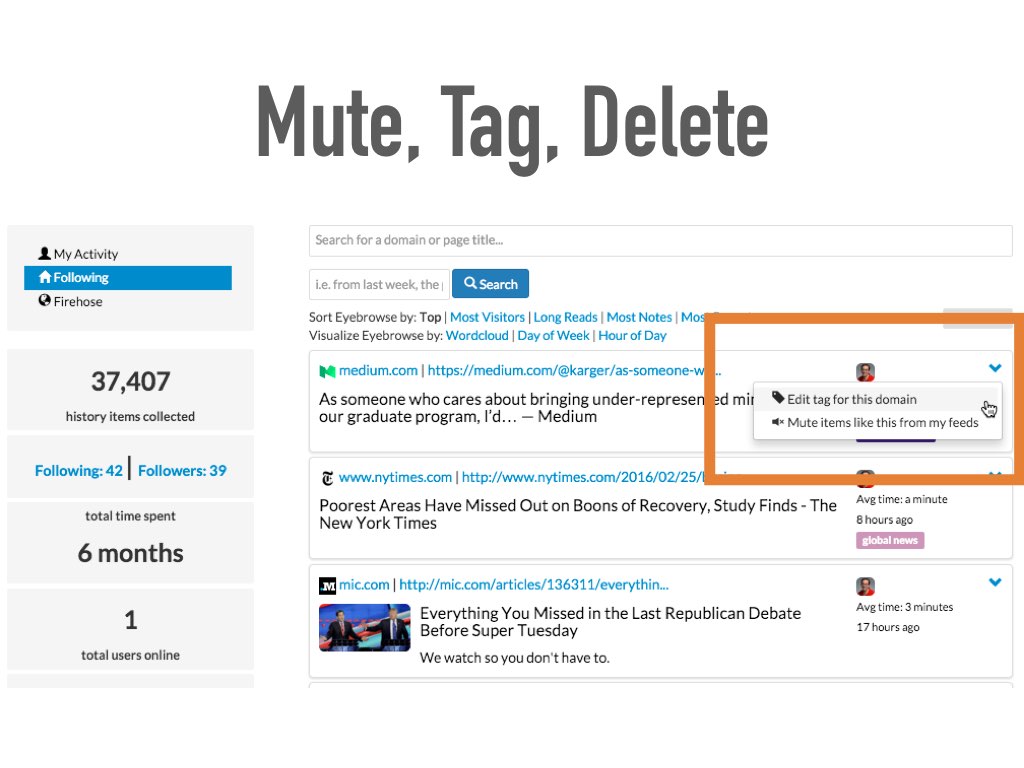 Mute, Tag, Delete
My Activity
Following
Firehose
37,407
history items collected
Following: 42 | Followers: 39
total time spent
6 months
1
total users online
Search for a domain or page title...
i.e. from last week, the
Search
Sort Eyebrowse by: Top | Most Visitors | Long Reads | Most Notes |
Visualize Eyebrowse by: Wordcloud | Day of Week | Hour of Day
medium.com | https://medium.com/@karger/as-someone-w...
As someone who cares about bringing under-represented
our graduate program, I'd… — Medium
Edit tag for this domain
Mute items like this from my feeds
www.nytimes.com | http://www.nytimes.com/2016/02/25/
Poorest Areas Have Missed Out on Boons of Recovery, Study Finds - The
New York Times
Avg time: a minute
8 hours ago
global news
mic.com | http://mic.com/articles/136311/everythin...
Everything You Missed in the Last Republican Debate
Before Super Tuesday
We watch so you don't have to.
Avg time: 3 minutes
17 hours ago